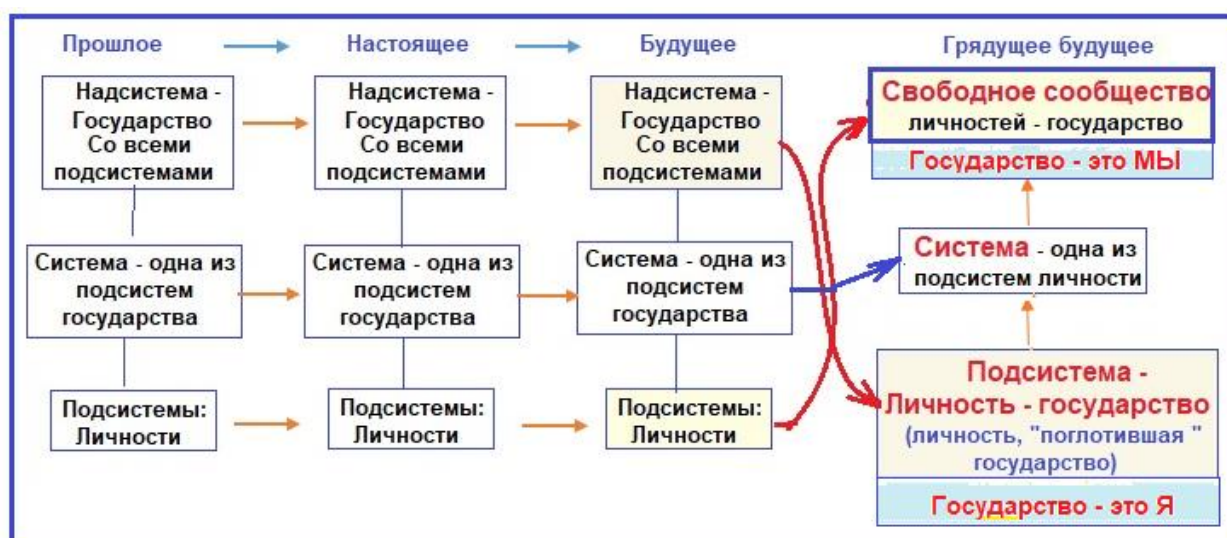 Прошлое
Настоящее
Будущее
Грядущее будущее
Надсистема -
Государство
Со всеми
подсистемами
Надсистема -
Государство
Со всеми
подсистемами
Надсистема -
Государство
Со всеми
подсистемами
Свободное сообщество
личностей - государство
Государство - это МЫ
Система - одна из
подсистем
государства
Система - одна из
подсистем
государства
Система - одна из
подсистем
государства
Система - одна из
подсистем личности
Подсистемы:
Личности
Подсистемы:
Личности
Подсистемы:
Личности
Подсистема -
Личность - государство
(личность, "поглотившая "
государство)
Государство - это Я